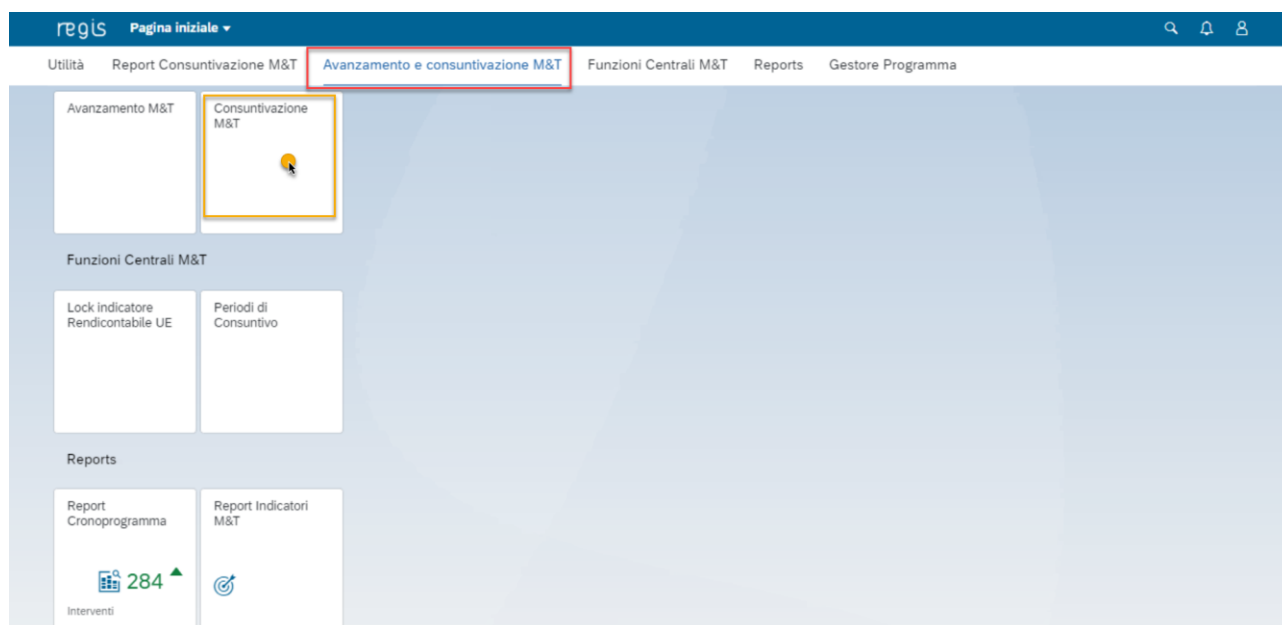 regis Pagina iniziale
Utilità Report Consuntivazione M&T Avanzamento e consuntivazione M&T Funzioni Centrali M&T Reports Gestore Programma
Avanzamento M&T
Consuntivazione
M&T
Funzioni Centrali M&T
Lock indicatore
Rendicontabile UE
Periodi di
Consuntivo
Reports
Report
Cronoprogramma
284
Interventi
Report Indicatori
M&T